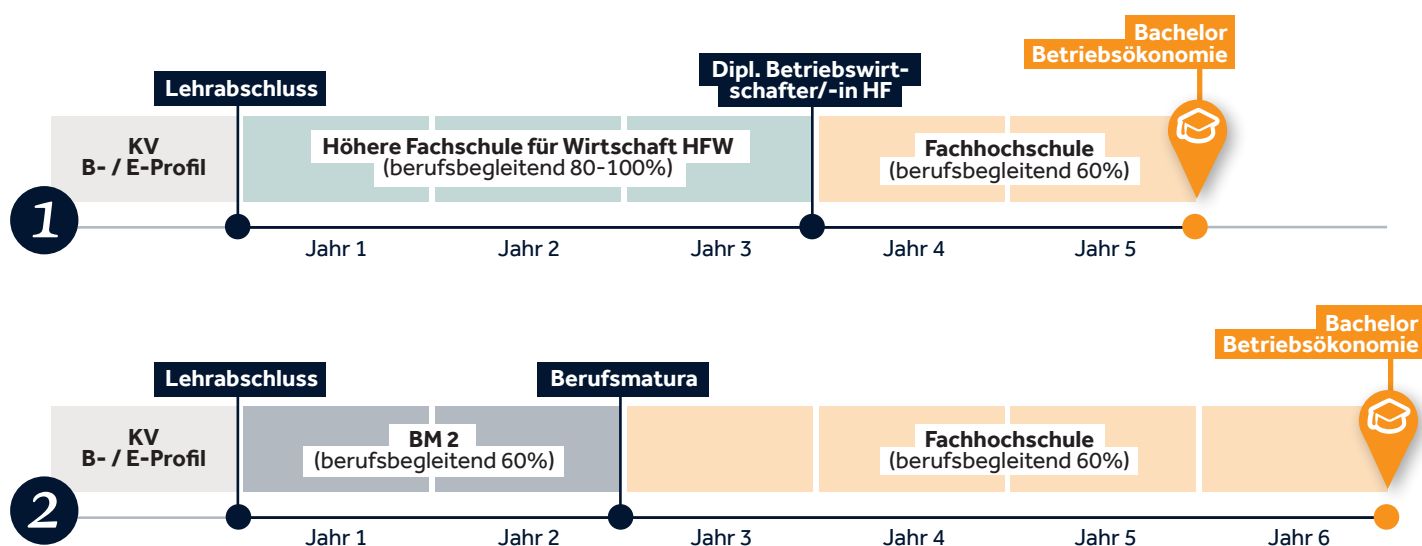 Bachelor
Betriebsökonomie
Dipl. Betriebswirt-
schafter/-in HF
Lehrabschluss
KV
B- / E-Profil
Höhere Fachschule für Wirtschaft HFW
(berufsbegleitend 80-100%)
Fachhochschule
(berufsbegleitend 60%)
1
Jahr 1
Jahr 2
Jahr 3
Jahr 4
Jahr 5
Bachelor
Betriebsökonomie
Lehrabschluss
Berufsmatura
KV
B- / E-Profil
BM 2
(berufsbegleitend 60%)
Fachhochschule
(berufsbegleitend 60%)
2
Jahr 1
Jahr 2
Jahr 3
Jahr 4
Jahr 5
Jahr 6